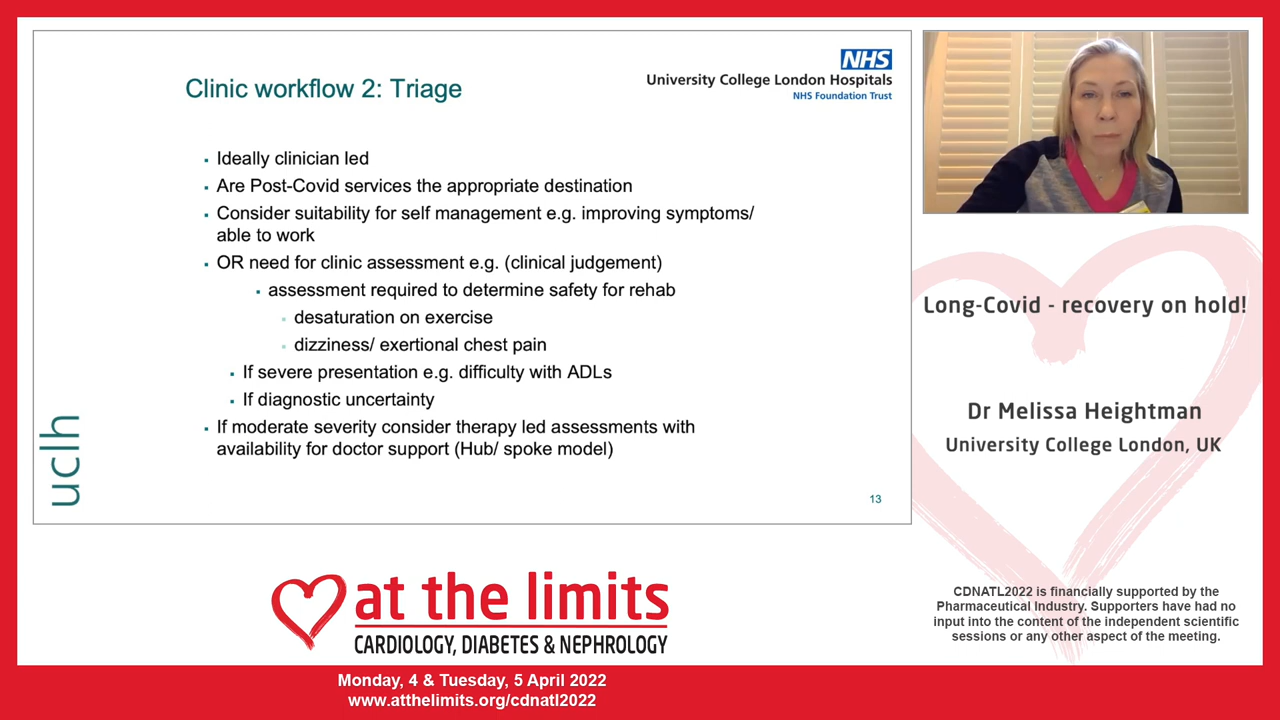 Clinic workflow 2: Triage
NHS
University College London Hospitals
NHS Foundation Trust
Ideally clinician led
Are Post-Covid services the appropriate destination
Consider suitability for self management e.g. improving symptoms/
able to work
OR need for clinic assessment e.g. (clinical judgement)
assessment required to determine safety for rehab
desaturation on exercise
dizziness/ exertional chest pain
If severe presentation e.g. difficulty with ADLs
If diagnostic uncertainty
If moderate severity consider therapy led assessments with
availability for doctor support (Hub/ spoke model)
uclh
13
Long-Covid - recovery on hold!
Dr Melissa Heightman
University College London, UK
at the limits
CARDIOLOGY, DIABETES & NEPHROLOGY
CDNATL2022 is financially supported by the
Pharmaceutical Industry. Supporters have had no
input into the content of the independent scientific
sessions or any other aspect of the meeting.
Monday, 4 & Tuesday, 5 April 2022
www.atthelimits.org/cdnatl2022